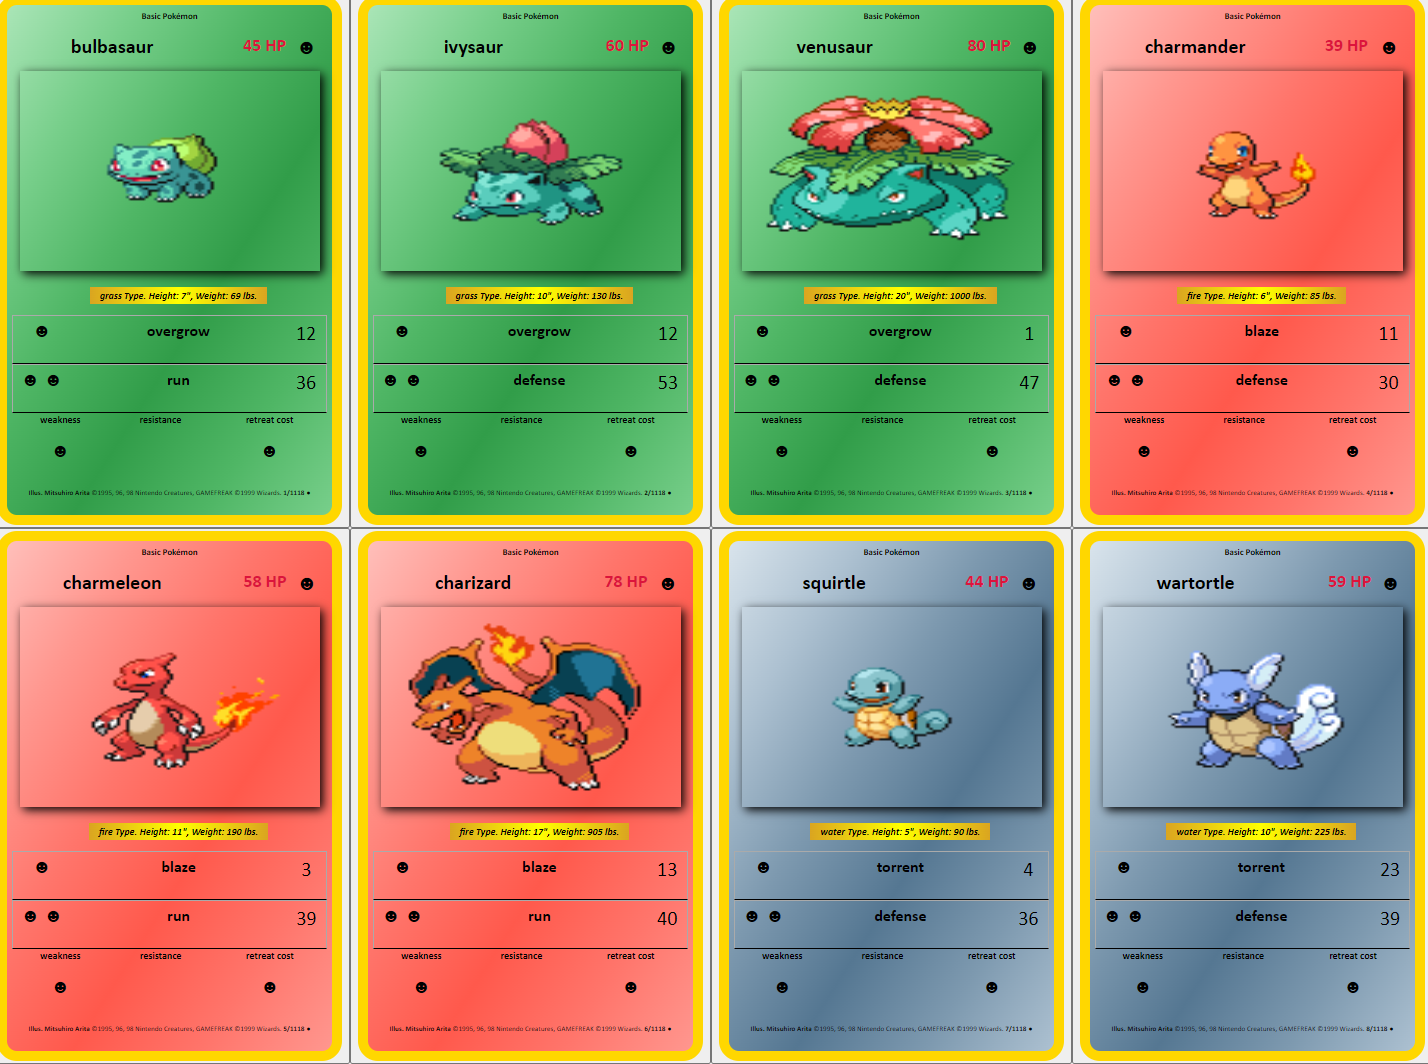 Basic Pokémon
bulbasaur 45 HP ☻
grass Type. Height: 7", Weight: 69 lbs.
☻ overgrow 12
☻ ☻ run 36
weakness resistance retreat cost
☻ ☻
Illus. Mitsuhiro Arita ©1995, 96, 98 Nintendo Creatures, GAMEFREAK ©1999 Wizards. 1/1118 ●
Basic Pokémon
ivysaur 60 HP ☻
grass Type. Height: 10", Weight: 130 lbs.
☻ overgrow 12
☻ ☻ defense 53
weakness resistance retreat cost
☻ ☻
Illus. Mitsuhiro Arita ©1995, 96, 98 Nintendo Creatures, GAMEFREAK ©1999 Wizards. 2/1118 ●
Basic Pokémon
venusaur 80 HP ☻
grass Type. Height: 20", Weight: 1000 lbs.
☻ overgrow 1
☻ ☻ defense 47
weakness resistance retreat cost
☻ ☻
Illus. Mitsuhiro Arita ©1995, 96, 98 Nintendo Creatures, GAMEFREAK ©1999 Wizards. 3/1118 ●
Basic Pokémon
charmander 39 HP ☻
fire Type. Height: 6", Weight: 85 lbs.
☻ blaze 11
☻ ☻ defense 30
weakness resistance retreat cost
☻ ☻
Illus. Mitsuhiro Arita ©1995, 96, 98 Nintendo Creatures, GAMEFREAK ©1999 Wizards. 4/1118 ●
Basic Pokémon
charmeleon 58 HP ☻
fire Type. Height: 11", Weight: 190 lbs.
☻ blaze 3
☻ ☻ run 39
weakness resistance retreat cost
☻ ☻
Illus. Mitsuhiro Arita ©1995, 96, 98 Nintendo Creatures, GAMEFREAK ©1999 Wizards. 5/1118 ●
Basic Pokémon
charizard 78 HP ☻
fire Type. Height: 17", Weight: 905 lbs.
☻ blaze 13
☻ ☻ run 40
weakness resistance retreat cost
☻ ☻
Illus. Mitsuhiro Arita ©1995, 96, 98 Nintendo Creatures, GAMEFREAK ©1999 Wizards. 6/1118 ●
Basic Pokémon
squirtle 44 HP ☻
water Type. Height: 5", Weight: 90 lbs.
☻ torrent 4
☻ ☻ defense 36
weakness resistance retreat cost
☻ ☻
Illus. Mitsuhiro Arita ©1995, 96, 98 Nintendo Creatures, GAMEFREAK ©1999 Wizards. 7/1118 ●
Basic Pokémon
wartortle 59 HP ☻
water Type. Height: 10", Weight: 225 lbs.
☻ torrent 23
☻ ☻ defense 39
weakness resistance retreat cost
☻ ☻
Illus. Mitsuhiro Arita ©1995, 96, 98 Nintendo Creatures, GAMEFREAK ©1999 Wizards. 8/1118 ●